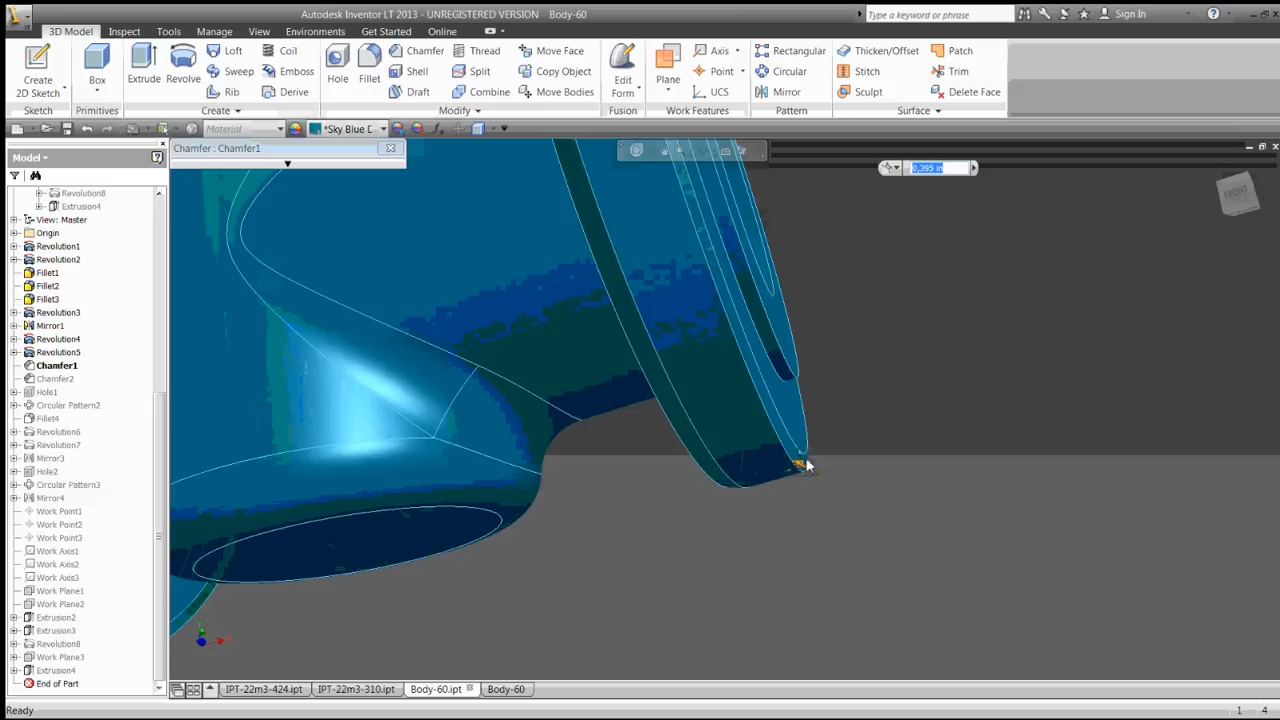 Autodesk Inventor LT 2013 - UNREGISTERED VERSION - Body-60
Type a keyword or phrase
Sign In
3D Model
Inspect
Tools
Manage
View
Environments
Get Started
Online
Create
2D Sketch
Box
Extrude
Revolve
Loft
Sweep
Rib
Coil
Emboss
Derive
Hole
Fillet
Chamfer
Shell
Draft
Thread
Split
Combine
Move Face
Copy Object
Move Bodies
Edit
Form
Plane
Axis
Point
UCS
Rectangular
Circular
Mirror
Thicken/Offset
Stitch
Sculpt
Patch
Trim
Delete Face
Sketch
Primitives
Create
Modify
Fusion
Work Features
Pattern
Surface
Material
*Sky Blue D
Model
Chamfer : Chamfer1
0,395 in
FRONT
Revolution8
Extrusion4
View: Master
Origin
Revolution1
Revolution2
Fillet1
Fillet2
Fillet3
Revolution3
Mirror1
Revolution4
Revolution5
Chamfer1
Chamfer2
Hole1
Circular Pattern2
Fillet4
Revolution6
Revolution7
Mirror3
Hole2
Circular Pattern3
Mirror4
Work Point1
Work Point2
Work Point3
Work Axis1
Work Axis2
Work Axis3
Work Plane1
Work Plane2
Extrusion2
Extrusion3
Revolution8
Work Plane3
Extrusion4
End of Part
IPT-22m3-424.ipt
IPT-22m3-310.ipt
Body-60.ipt
Body-60
Ready
1
4